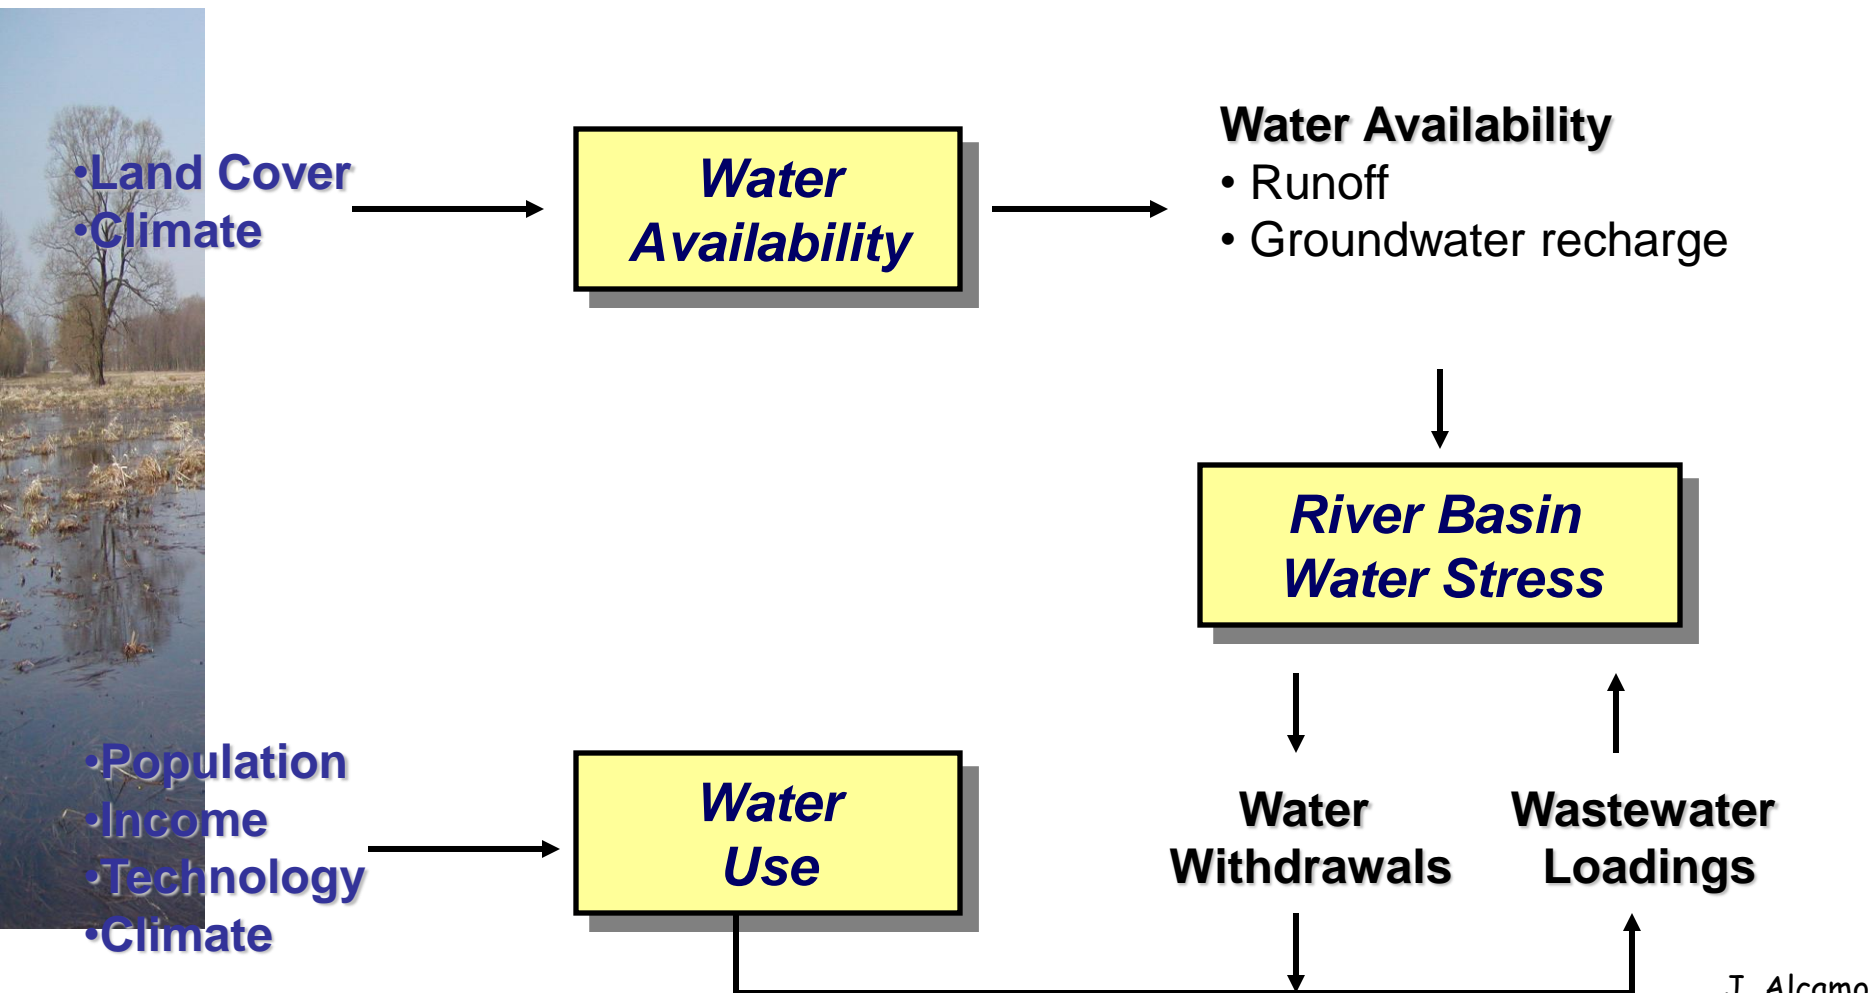 •Land Cover
•Climate
Water
Availability
Water Availability
• Runoff
• Groundwater recharge
River Basin
Water Stress
•Population
•Income
•Technology
•Climate
Water
Use
Water
Withdrawals
Wastewater
Loadings
J. Alcamo